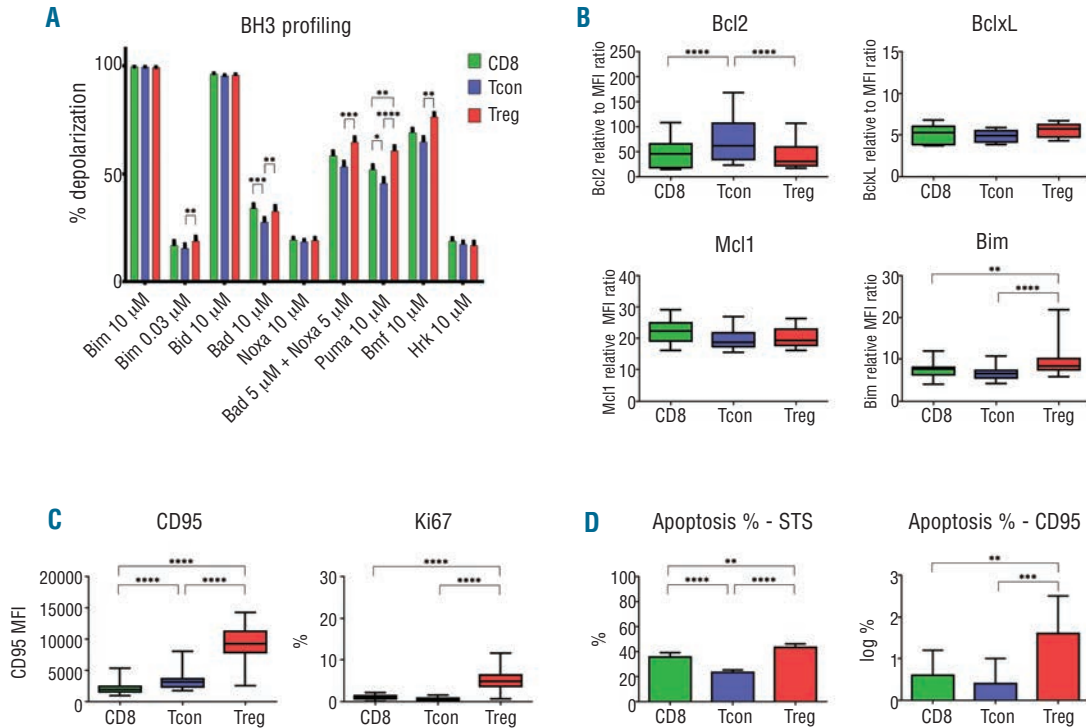 A
BH3 profiling
% depolarization
100
50
0
CD8
Tcon
Treg
**
***
**
***
**
*
****
**
Bim 10 µM
Bim 0.03 µM
Bid 10 µM
Bad 10 µM
Noxa 10 µM
Bad 5 µM + Noxa 5 µM
Puma 10 µM
Bmf 10 µM
Hrk 10 µM
B
Bcl2
Bcl2 relative to MFI ratio
250
200
150
100
50
0
**** ****
CD8 Tcon Treg
BclxL
BclxL relative to MFI ratio
15
10
5
0
CD8 Tcon Treg
Mcl1
Mcl1 relative MFI ratio
40
30
20
10
0
CD8 Tcon Treg
Bim
Bim relative MFI ratio
30
20
10
0
**
****
CD8 Tcon Treg
C
CD95
CD95 MFI
20000
15000
10000
5000
0
****
**** ****
CD8 Tcon Treg
Ki67
%
30
20
10
0
****
****
CD8 Tcon Treg
D
Apoptosis % - STS
%
100
80
60
40
20
0
**
**** ****
CD8 Tcon Treg
Apoptosis % - CD95
log %
3
2
1
0
**
***
CD8 Tcon Treg